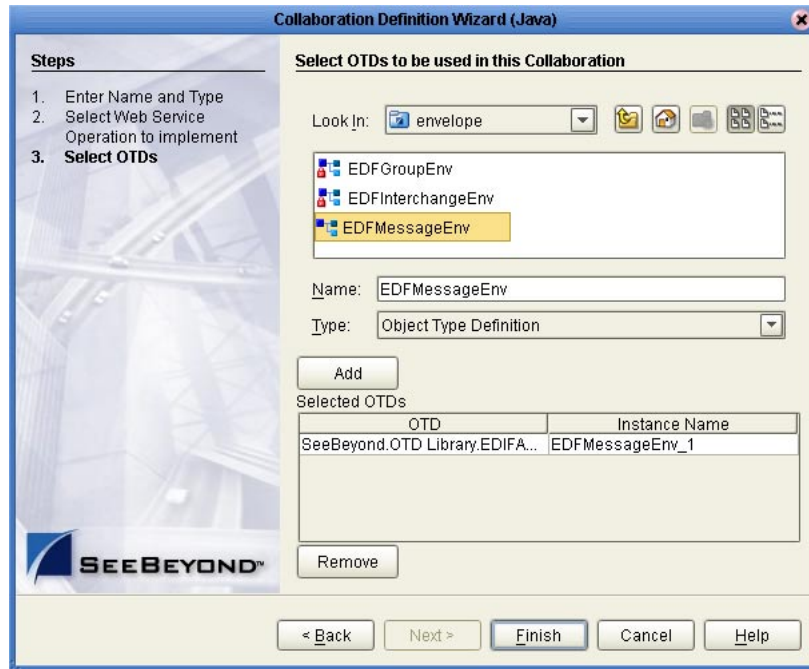 Collaboration Definition Wizard (Java)
Steps
1. Enter Name and Type
2. Select Web Service
Operation to implement
3. Select OTDs
Select OTDs to be used in this Collaboration
Look In: envelope
EDFGroupEnv
EDFInterchangeEnv
EDFMessageEnv
Name: EDFMessageEnv
Type: Object Type Definition
Add
Selected OTDs
OTD Instance Name
SeeBeyond.OTD Library.EDIFA... EDFMessageEnv_1
Remove
SEEBEYOND™
< Back Next > Finish Cancel Help